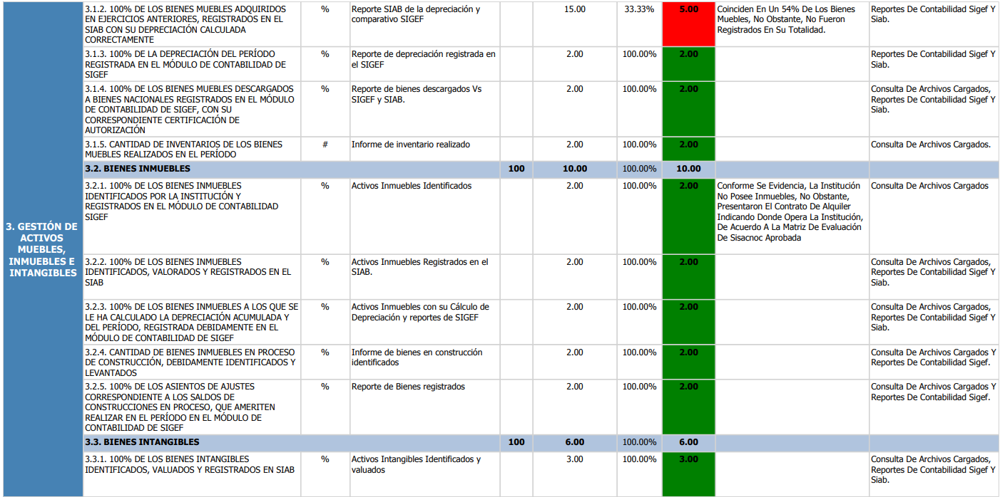 3. GESTIÓN DE
ACTIVOS
MUEBLES,
INMUEBLES E
INTANGIBLES
3.1.2. 100% DE LOS BIENES MUEBLES ADQUIRIDOS
EN EJERCICIOS ANTERIORES, REGISTRADOS EN EL
SIAB CON SU DEPRECIACIÓN CALCULADA
CORRECTAMENTE
%
Reporte SIAB de la depreciación y
comparativo SIGEF
15.00
33.33%
5.00
Coinciden En Un 54% De Los Bienes
Muebles, No Obstante, No Fueron
Registrados En Su Totalidad.
Reportes De Contabilidad Sigef Y
Siab.
3.1.3. 100% DE LA DEPRECIACIÓN DEL PERÍODO
REGISTRADA EN EL MÓDULO DE CONTABILIDAD DE
SIGEF
%
Reporte de depreciación registrada en
el SIGEF
2.00
100.00%
2.00
Reportes De Contabilidad Sigef Y
Siab.
3.1.4. 100% DE LOS BIENES MUEBLES DESCARGADOS
A BIENES NACIONALES REGISTRADOS EN EL MÓDULO
DE CONTABILIDAD DE SIGEF, CON SU
CORRESPONDIENTE CERTIFICACIÓN DE
AUTORIZACIÓN
%
Reporte de bienes descargados Vs
SIGEF y SIAB.
2.00
100.00%
2.00
Consulta De Archivos Cargados,
Reportes De Contabilidad Sigef Y
Siab.
3.1.5. CANTIDAD DE INVENTARIOS DE LOS BIENES
MUEBLES REALIZADOS EN EL PERÍODO
#
Informe de inventario realizado
2.00
100.00%
2.00
Consulta De Archivos Cargados.
3.2. BIENES INMUEBLES
100
10.00
100.00%
10.00
3.2.1. 100% DE LOS BIENES INMUEBLES
IDENTIFICADOS POR LA INSTITUCIÓN Y
REGISTRADOS EN EL MÓDULO DE CONTABILIDAD
SIGEF
%
Activos Inmuebles Identificados
2.00
100.00%
2.00
Conforme Se Evidencia, La Institución
No Posee Inmuebles, No Obstante,
Presentaron El Contrato De Alquiler
Indicando Donde Opera La Institución,
De Acuerdo A La Matriz De Evaluación
De Sisacnoc Aprobada
Consulta De Archivos Cargados
3.2.2. 100% DE LOS BIENES INMUEBLES
IDENTIFICADOS, VALORADOS Y REGISTRADOS EN EL
SIAB
%
Activos Inmuebles Registrados en el
SIAB.
2.00
100.00%
2.00
Consulta De Archivos Cargados,
Reportes De Contabilidad Sigef Y
Siab.
3.2.3. 100% DE LOS BIENES INMUEBLES A LOS QUE SE
LE HA CALCULADO LA DEPRECIACIÓN ACUMULADA Y
DEL PERÍODO, REGISTRADA DEBIDAMENTE EN EL
MÓDULO DE CONTABILIDAD DE SIGEF
%
Activos Inmuebles con su Cálculo de
Depreciación y reportes de SIGEF
2.00
100.00%
2.00
Consulta De Archivos Cargados,
Reportes De Contabilidad Sigef Y
Siab.
3.2.4. CANTIDAD DE BIENES INMUEBLES EN PROCESO
DE CONSTRUCCIÓN, DEBIDAMENTE IDENTIFICADOS Y
LEVANTADOS
%
Informe de bienes en construcción
identificados
2.00
100.00%
2.00
Consulta De Archivos Cargados Y
Reportes De Contabilidad Sigef.
3.2.5. 100% DE LOS ASIENTOS DE AJUSTES
CORRESPONDIENTE A LOS SALDOS DE
CONSTRUCCIONES EN PROCESO, QUE AMERITEN
REALIZAR EN EL PERÍODO EN EL MÓDULO DE
CONTABILIDAD DE SIGEF
%
Reporte de Bienes registrados
2.00
100.00%
2.00
Consulta De Archivos Cargados Y
Reportes De Contabilidad Sigef.
3.3. BIENES INTANGIBLES
100
6.00
100.00%
6.00
3.3.1. 100% DE LOS BIENES INTANGIBLES
IDENTIFICADOS, VALUADOS Y REGISTRADOS EN SIAB
%
Activos Intangibles Identificados y
valuados
3.00
100.00%
3.00
Consulta De Archivos Cargados,
Reportes De Contabilidad Sigef Y
Siab.